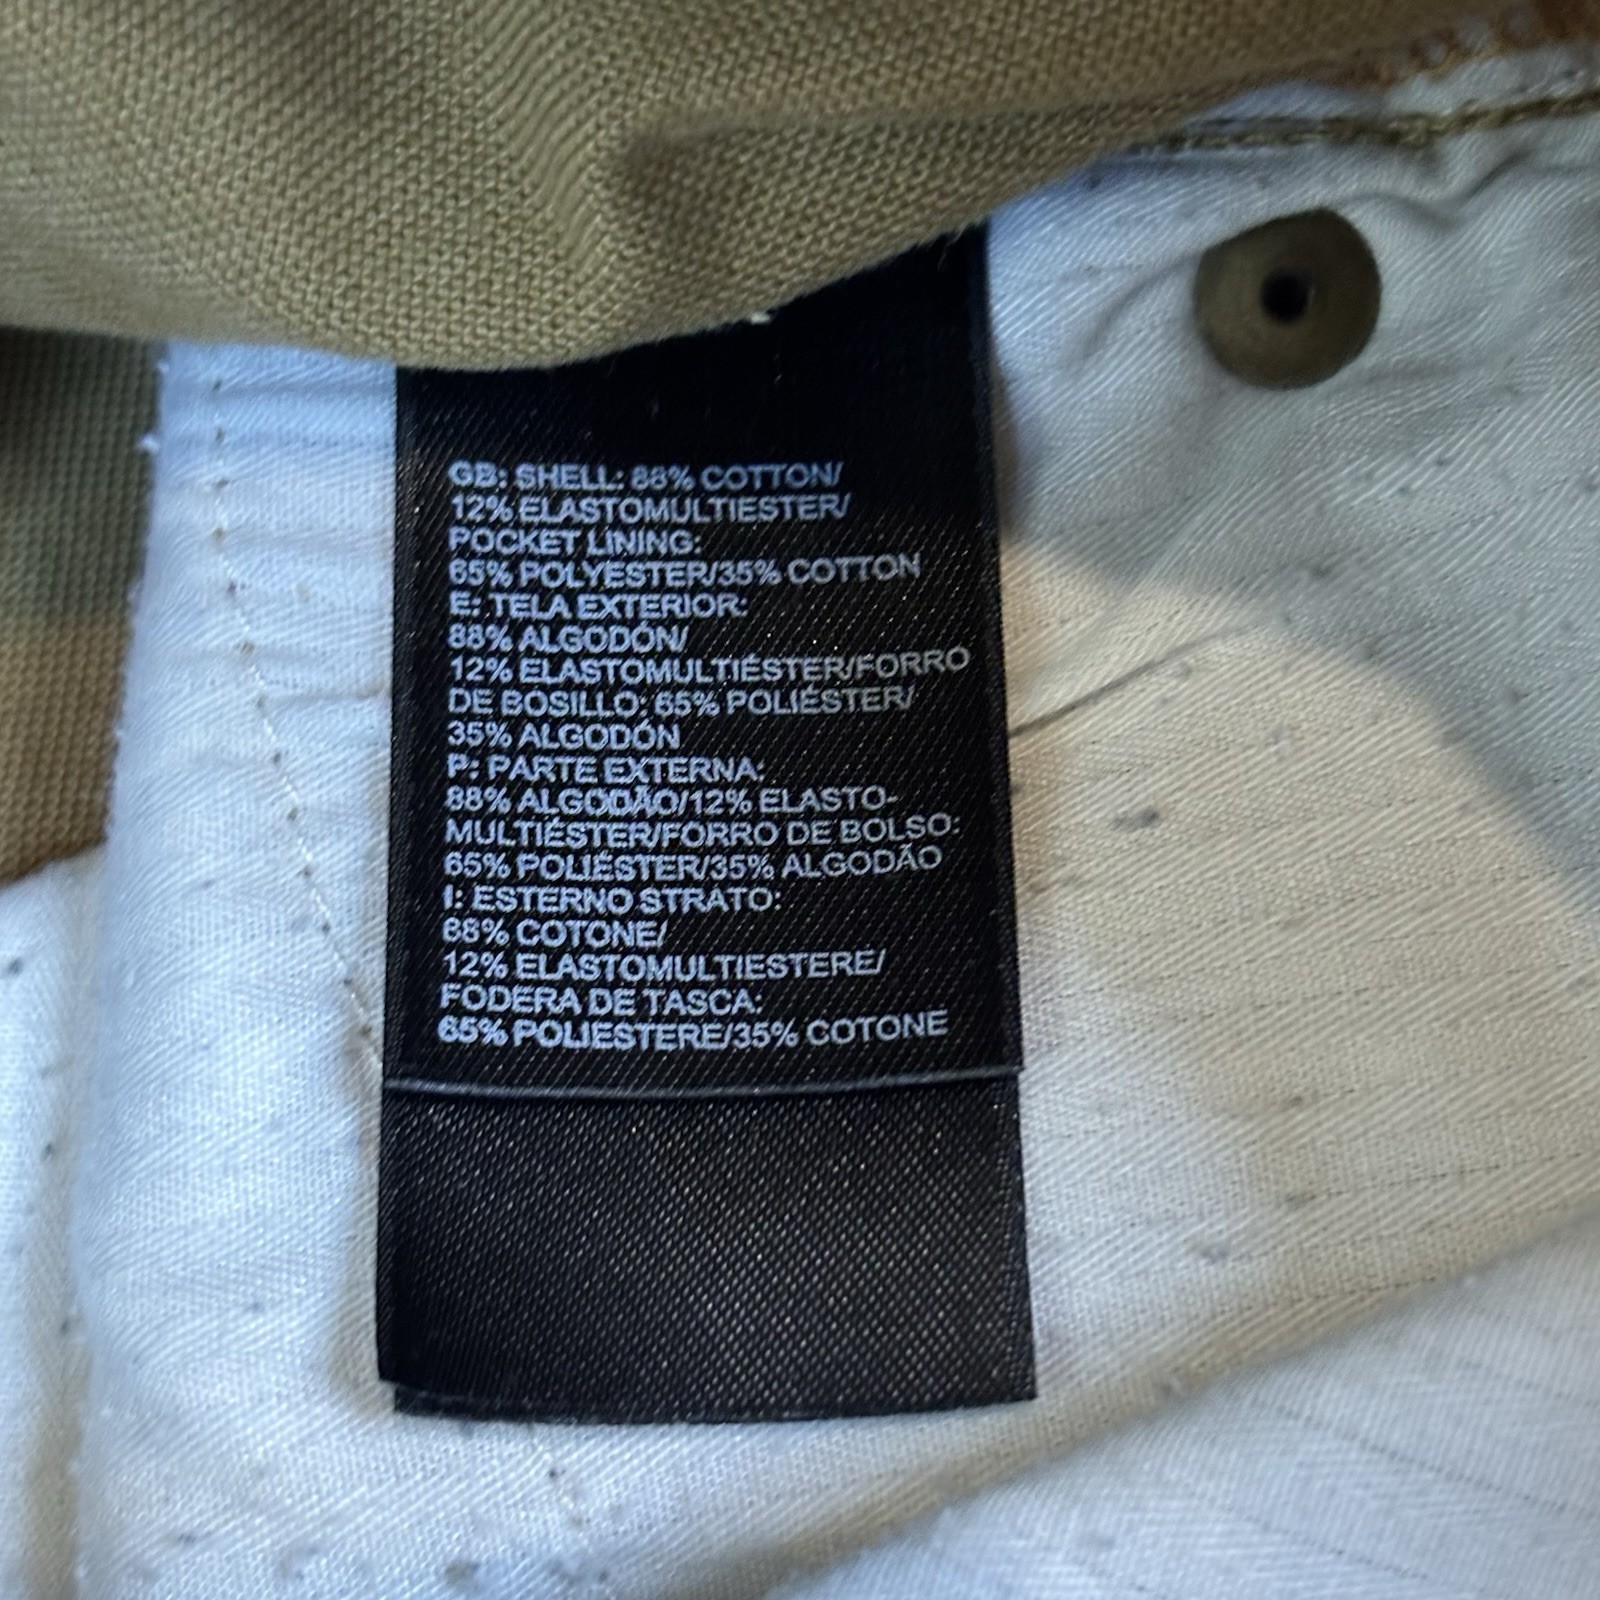 GB: SHELL: 88% COTTON/
12% ELASTOMULTIESTER/
POCKET LINING:
65% POLYESTER/35% COTTON
E: TELA EXTERIOR:
88% ALGODÓN/
12% ELASTOMULTIÉSTER/FORRO
DE BOSILLO: 65% POLIÉSTER/
35% ALGODÓN
P: PARTE EXTERNA:
88% ALGODÃO/12% ELASTO-
MULTIÉSTER/FORRO DE BOLSO:
65% POLIÉSTER/35% ALGODÃO
I: ESTERNO STRATO:
88% COTONE/
12% ELASTOMULTIESTERE/
FODERA DE TASCA:
65% POLIESTERE/35% COTONE